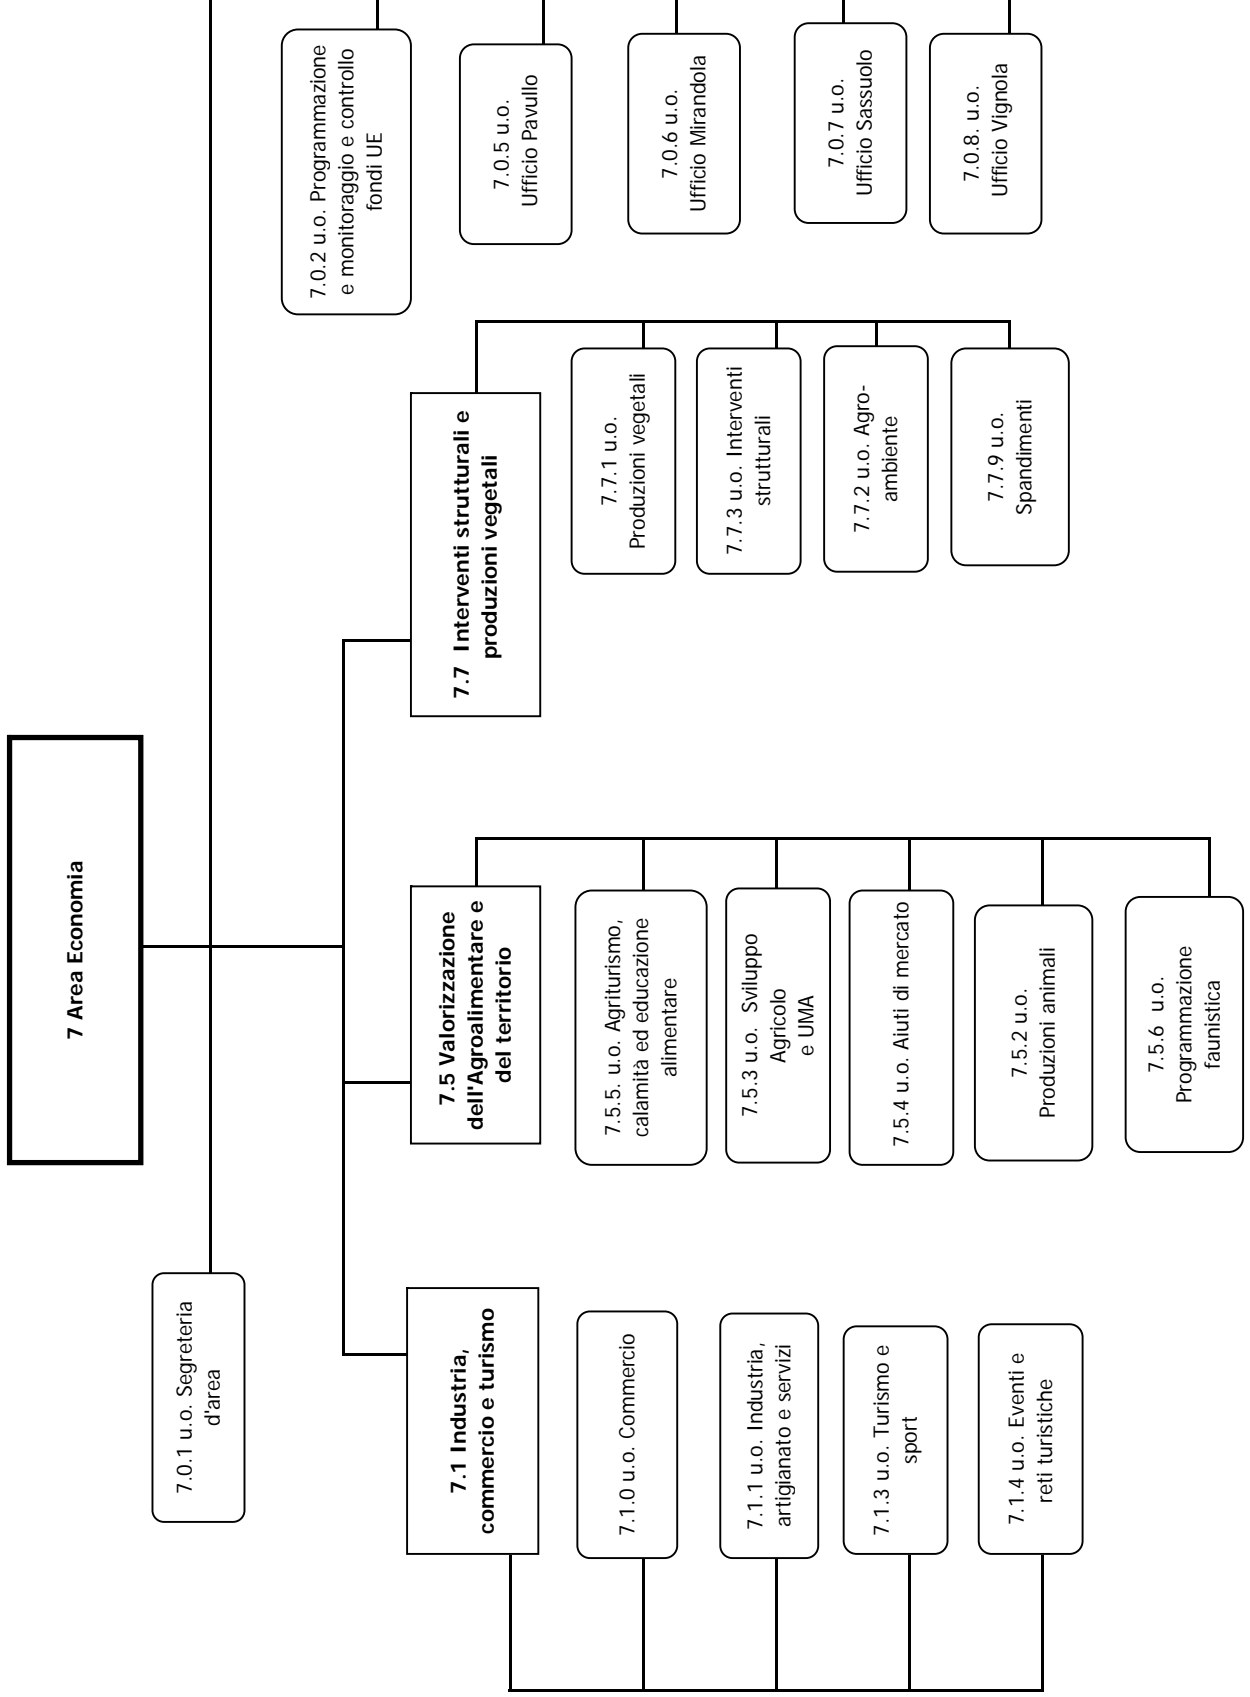 7 Area Economia
7.0.1 u.o. Segreteria
d'area
7.0.2 u.o. Programmazione
e monitoraggio e controllo
fondi UE
7.0.5 u.o.
Ufficio Pavullo
7.0.6 u.o.
Ufficio Mirandola
7.0.7 u.o.
Ufficio Sassuolo
7.0.8. u.o.
Ufficio Vignola
7.1 Industria,
commercio e turismo
7.1.0 u.o. Commercio
7.1.1 u.o. Industria,
artigianato e servizi
7.1.3 u.o. Turismo e
sport
7.1.4 u.o. Eventi e
reti turistiche
7.5 Valorizzazione
dell'Agroalimentare e
del territorio
7.5.5. u.o. Agriturismo,
calamità ed educazione
alimentare
7.5.3 u.o. Sviluppo
Agricolo
e UMA
7.5.4 u.o. Aiuti di mercato
7.5.2 u.o.
Produzioni animali
7.5.6 u.o.
Programmazione
faunistica
7.7 Interventi strutturali e
produzioni vegetali
7.7.1 u.o.
Produzioni vegetali
7.7.3 u.o. Interventi
strutturali
7.7.2 u.o. Agro-
ambiente
7.7.9 u.o.
Spandimenti